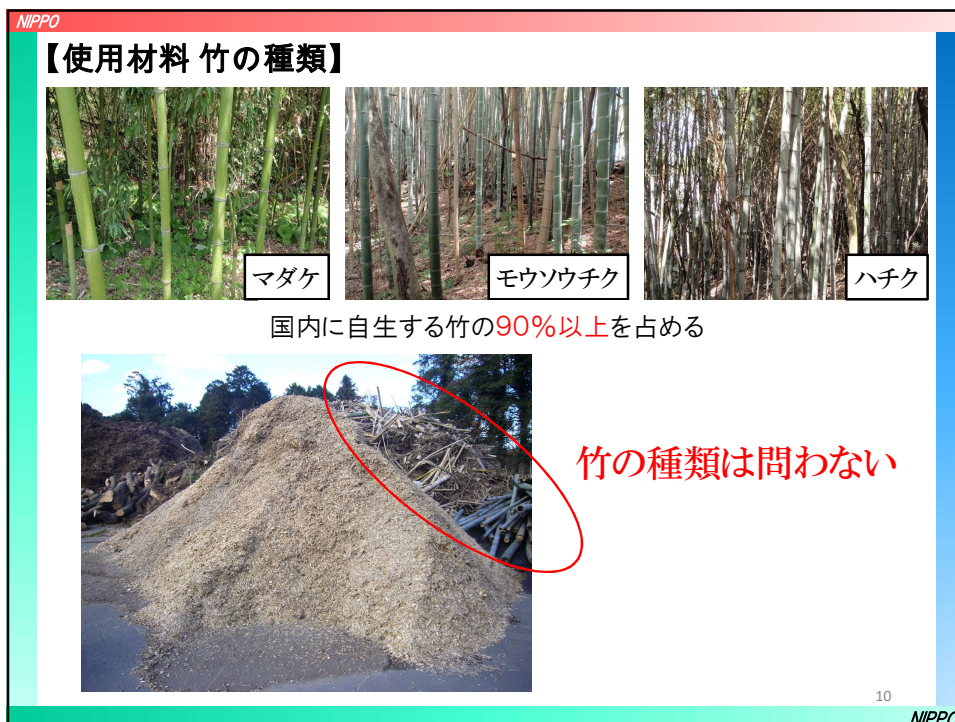 NIPPO
【使用材料 竹の種類】
マダケ
モウソウチク
ハチク
国内に自生する竹の90%以上を占める
竹の種類は問わない
10
NIPPO